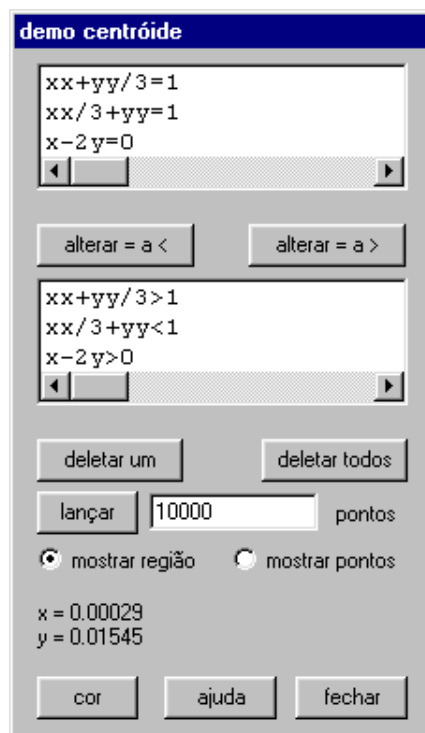 demo centróide
xx+yy/3=1
xx/3+yy=1
x-2y=0
alterar = a < alterar = a >
xx+yy/3>1
xx/3+yy<1
x-2y>0
deletar um deletar todos
lançar 10000 pontos
mostrar região mostrar pontos
x = 0.00029
y = 0.01545
cor ajuda fechar